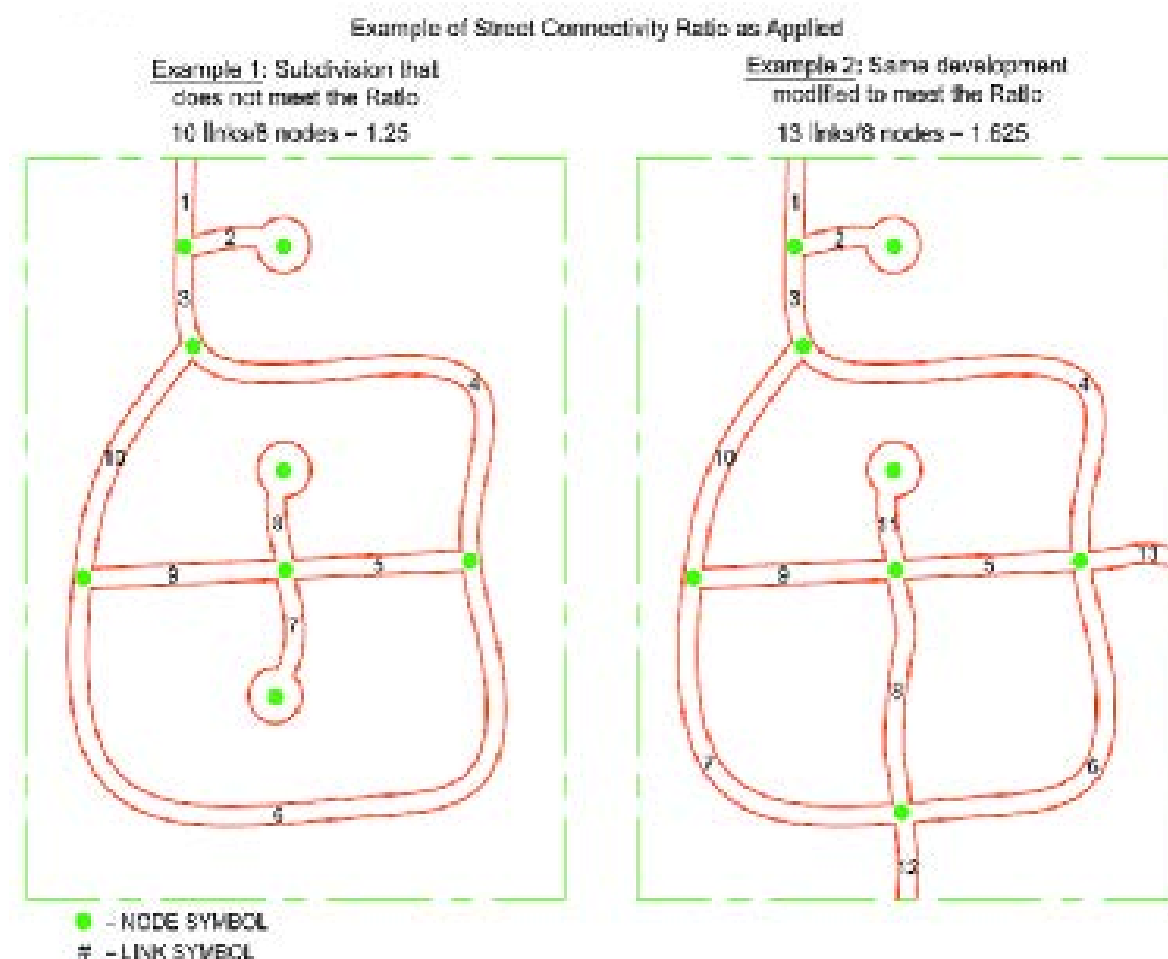 Example of Street Connectivity Ratio as Applied
Example 1: Subdivision that
does not meet the Ratio
10 links/8 nodes – 1.25
Example 2: Same development
modified to meet the Ratio
13 links/8 nodes – 1.625
1
2
3
4
10
8
9
5
7
6
1
2
3
4
10
11
9
5
13
8
7
6
12
– NODE SYMBOL
# – LINK SYMBOL